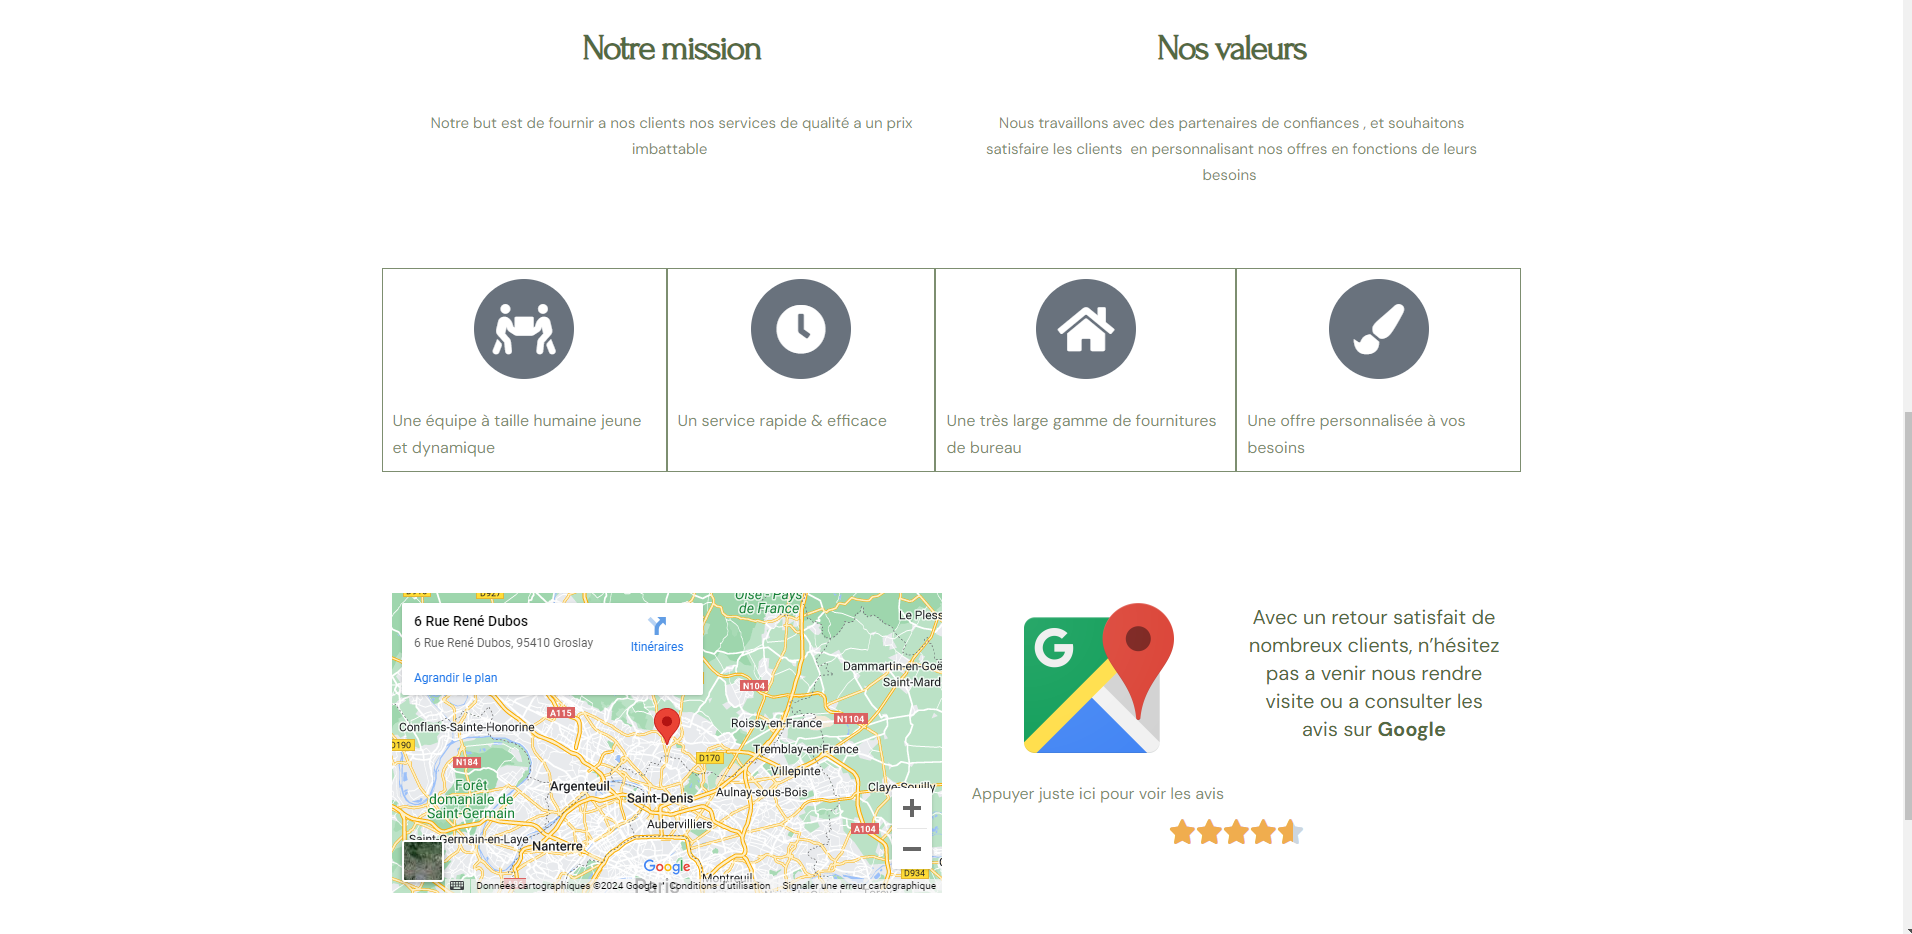 Notre mission
Nos valeurs
Notre but est de fournir a nos clients nos services de qualité a un prix
imbattable
Nous travaillons avec des partenaires de confiances , et souhaitons
satisfaire les clients  en personnalisant nos offres en fonctions de leurs
besoins
Une équipe à taille humaine jeune
et dynamique
Un service rapide & efficace
Une très large gamme de fournitures
de bureau
Une offre personnalisée à vos
besoins
D927
Oise - Pays
de France
Le Pless
6 Rue René Dubos
6 Rue René Dubos, 95410 Groslay
Itinéraires
Agrandir le plan
Dammartin-en-Goë
Saint-Mard
N104
A115
Conflans-Sainte-Honorine
Roissy-en-France
N1104
D190
Tremblay-en-France
D170
N184
Villepinte
Forêt
domaniale de
Saint-Germain
Argenteuil
Saint-Denis
Aulnay-sous-Bois
Claye-Souilly
Aubervilliers
A104
Saint-Germain-en-Laye
Nanterre
Google
Montreuil
D934
Paris
Données cartographiques ©2024 Google
Conditions d'utilisation
Signaler une erreur cartographique
G
Avec un retour satisfait de
nombreux clients, n’hésitez
pas a venir nous rendre
visite ou a consulter les
avis sur Google
Appuyer juste ici pour voir les avis